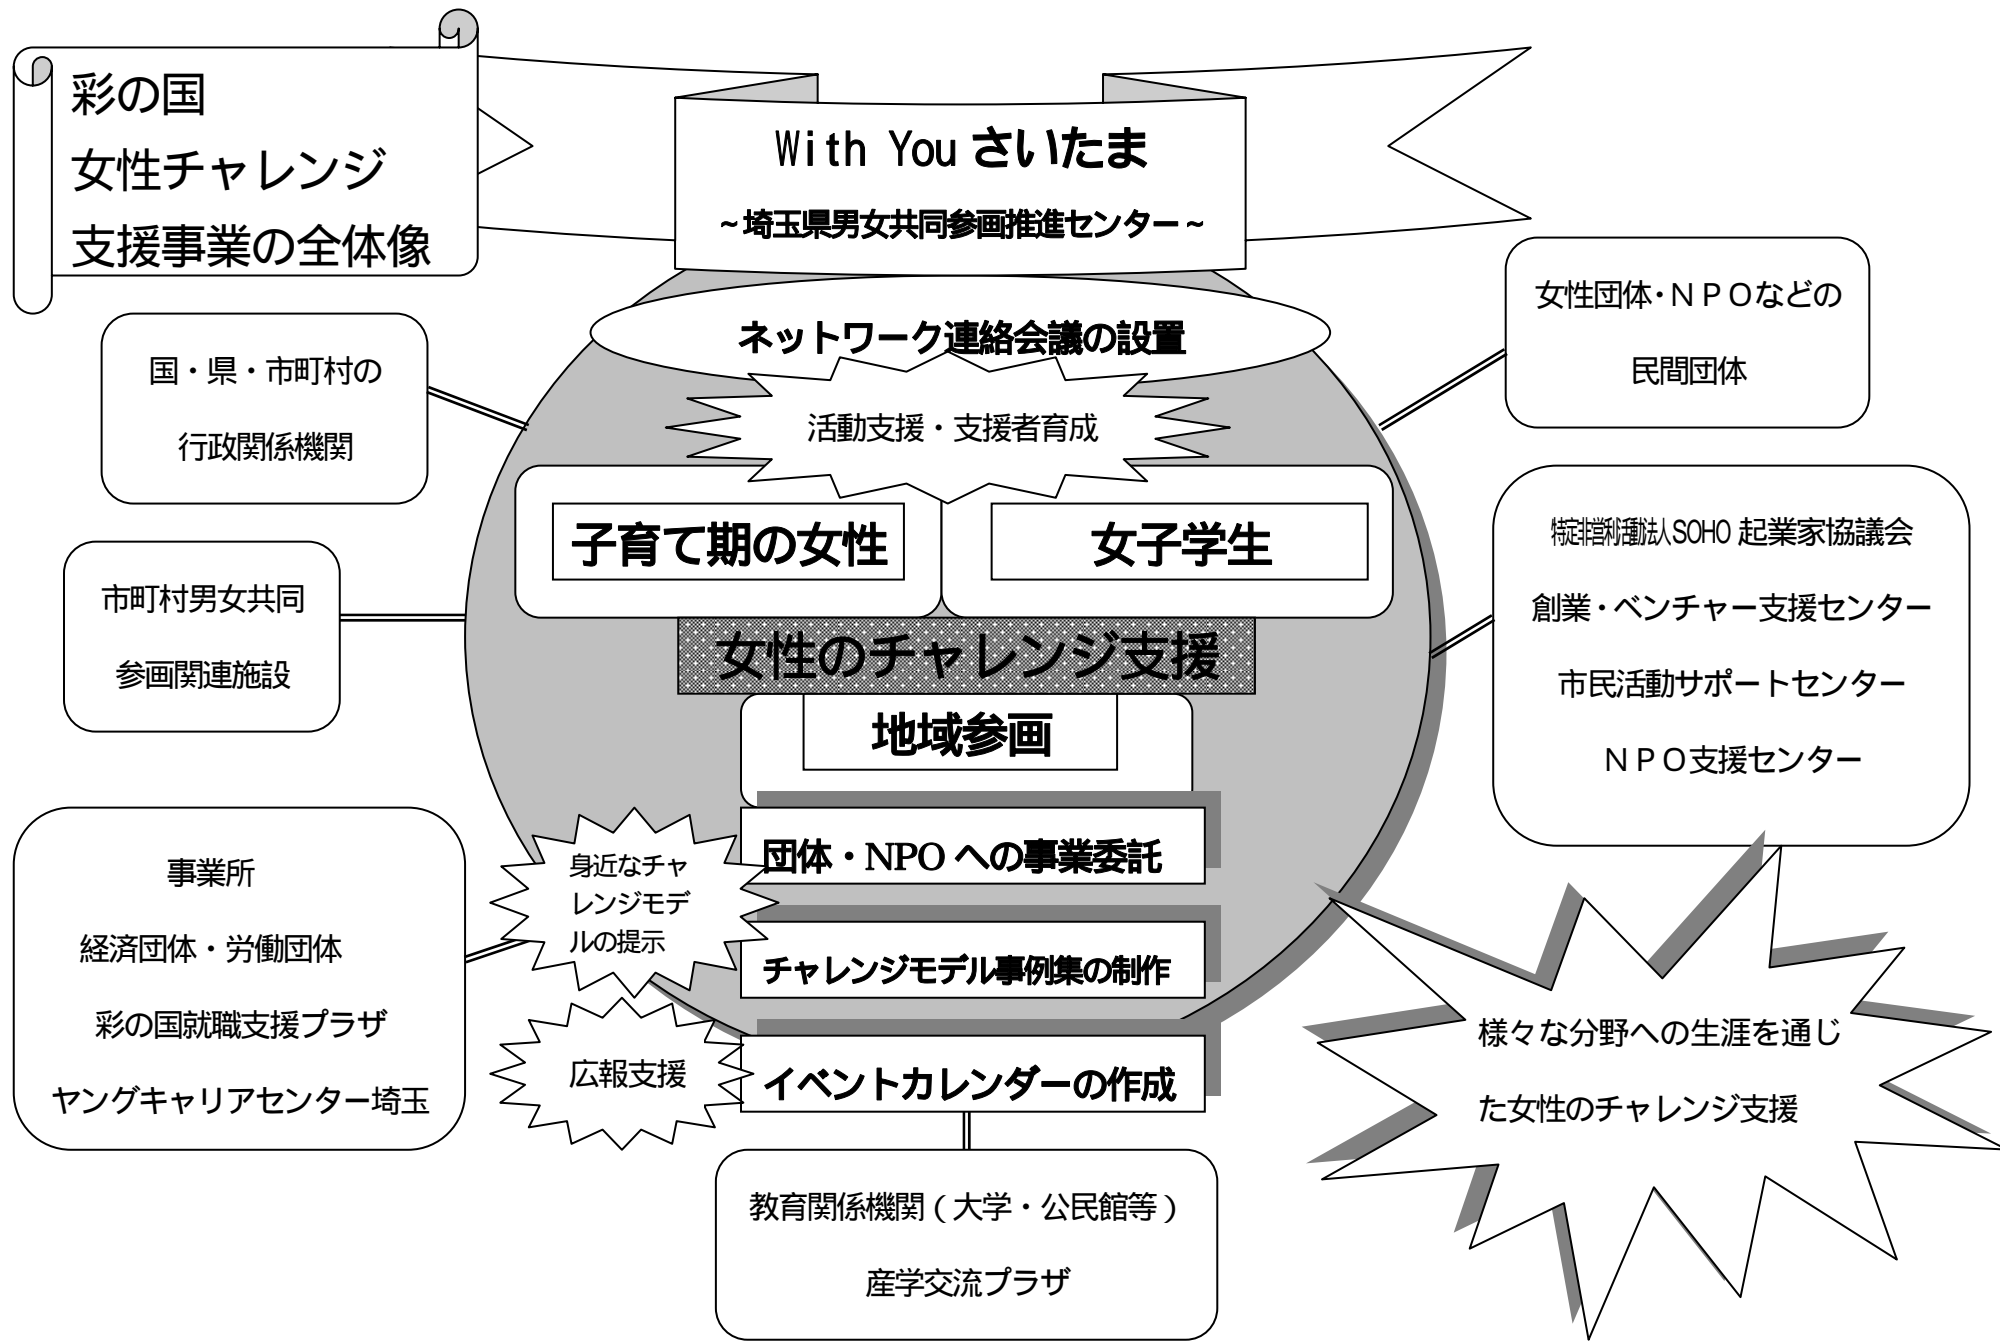 彩の国
女性チャレンジ
支援事業の全体像
With You さいたま
~埼玉県男女共同参画推進センター~
ネットワーク連絡会議の設置
活動支援・支援者育成
国・県・市町村の
行政関係機関
女性団体・ＮＰＯなどの
民間団体
子育て期の女性
女子学生
市町村男女共同
参画関連施設
特定非営利活動法人SOHO 起業家協議会
創業・ベンチャー支援センター
市民活動サポートセンター
ＮＰＯ支援センター
女性のチャレンジ支援
地域参画
団体・NPO への事業委託
チャレンジモデル事例集の制作
イベントカレンダーの作成
身近なチャ
レンジモデ
ルの提示
広報支援
事業所
経済団体・労働団体
彩の国就職支援プラザ
ヤングキャリアセンター埼玉
様々な分野への生涯を通じ
た女性のチャレンジ支援
教育関係機関（大学・公民館等）
産学交流プラザ